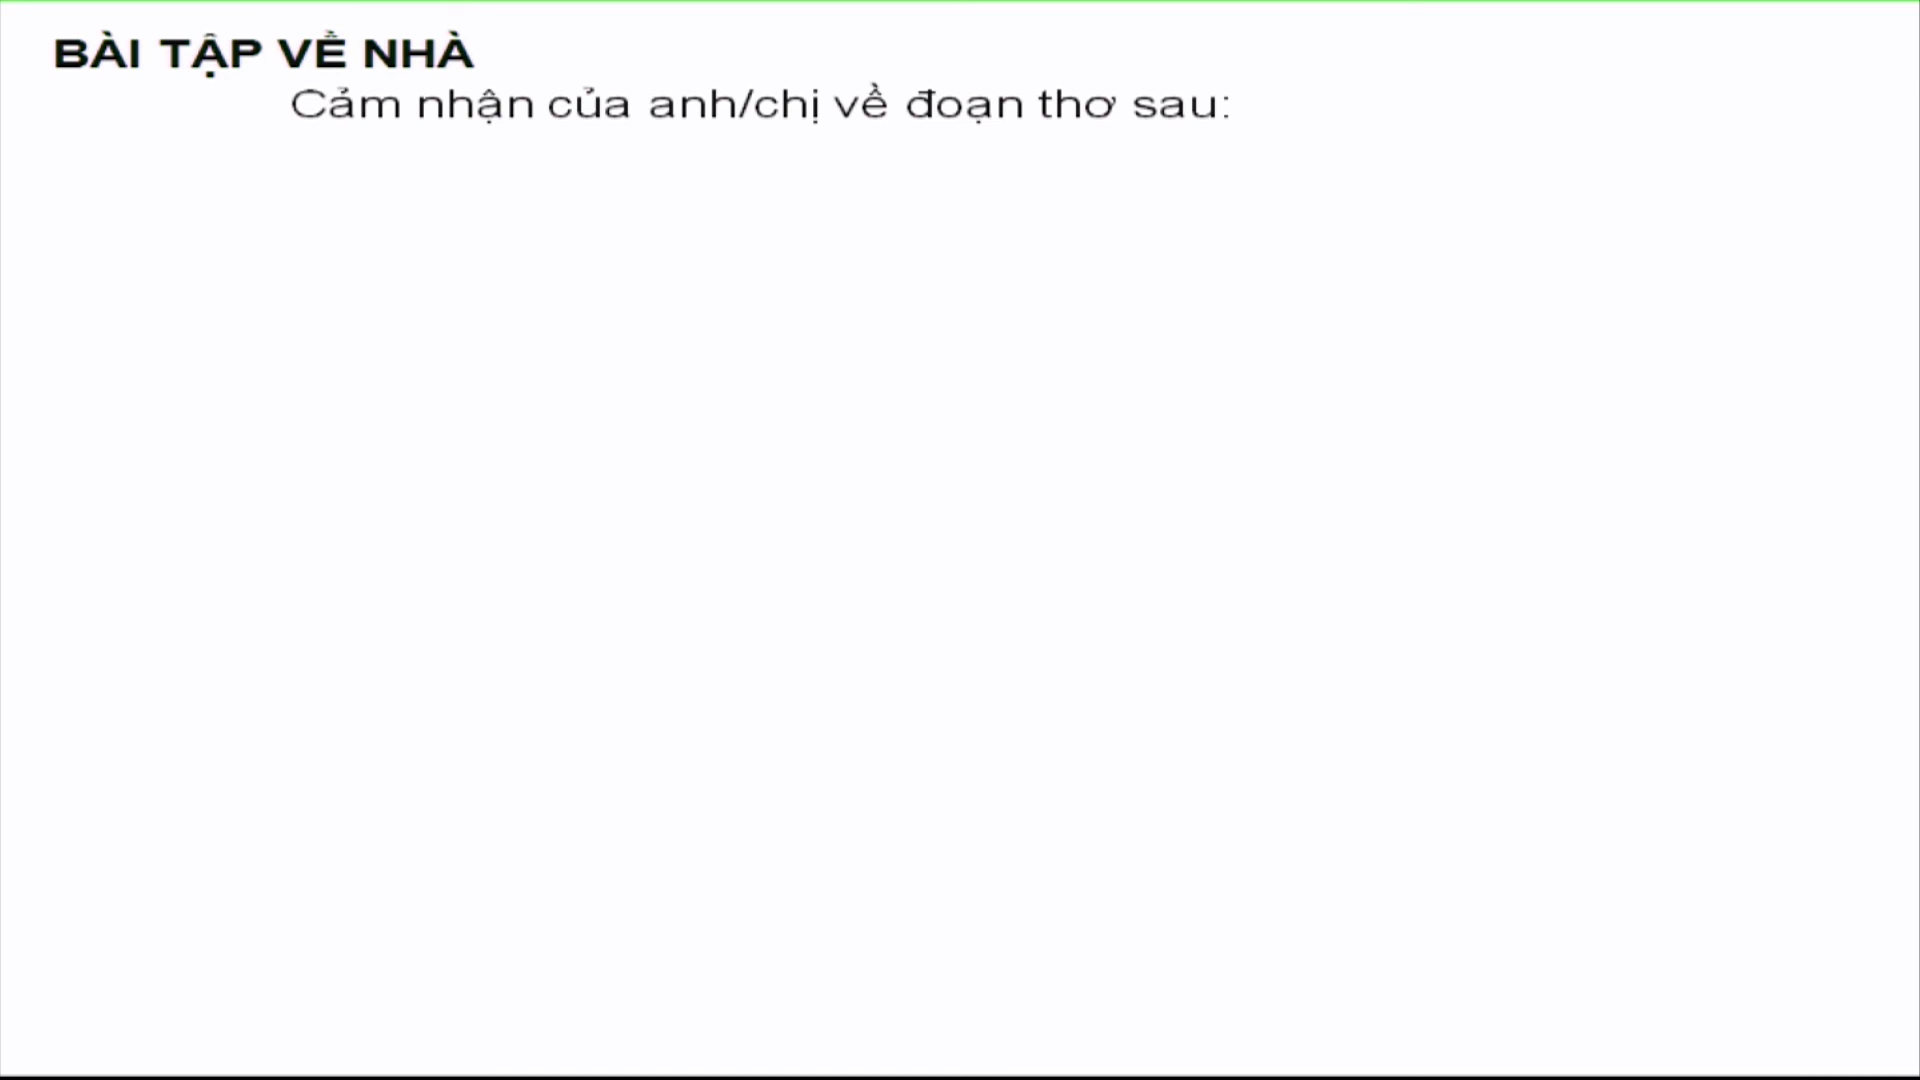 BÀI TẬP VỀ NHÀ
Cảm nhận của anh/chị về đoạn thơ sau: